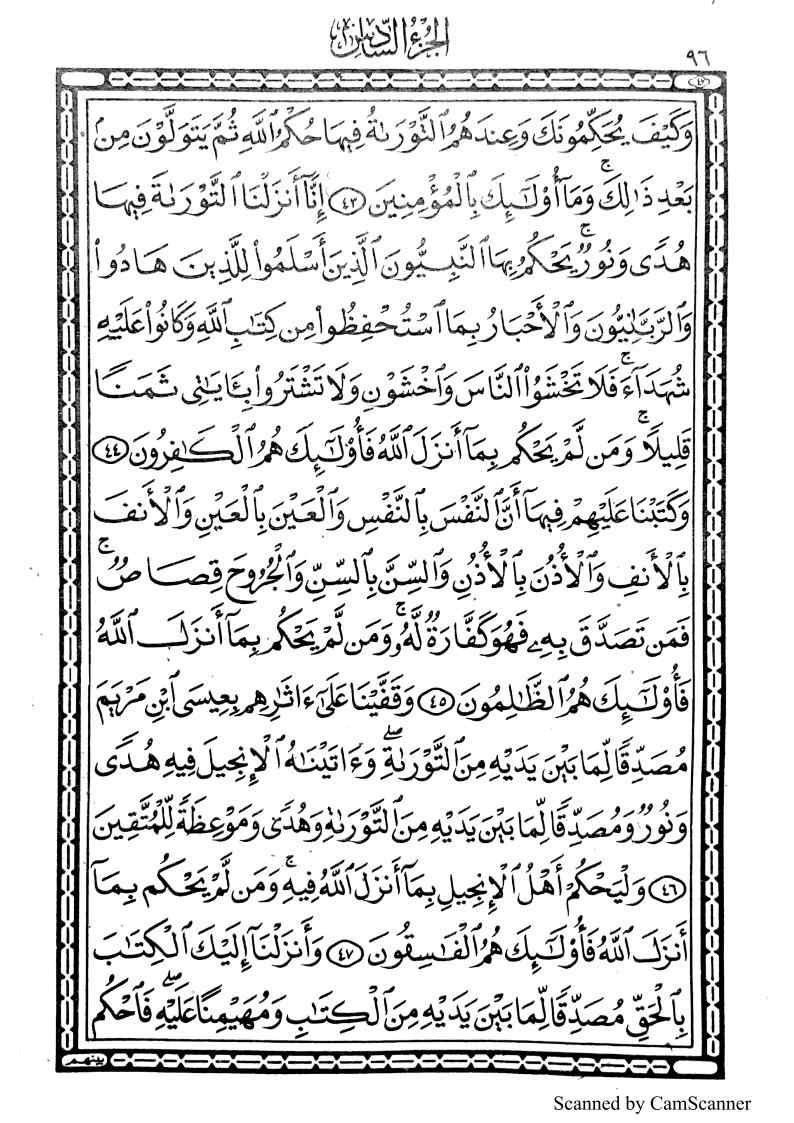 الجزء السادس
٩٦
وَكَيْفَ يُحَكِّمُونَكَ وَعِندَهُمُ ٱلتَّوْرَىٰةُ فِيهَا حُكْمُ ٱللَّهِ ثُمَّ يَتَوَلَّوْنَ مِنۢ
بَعْدِ ذَٰلِكَ ۚ وَمَآ أُو۟لَٰٓئِكَ بِٱلْمُؤْمِنِينَ ٤٣ إِنَّآ أَنزَلْنَا ٱلتَّوْرَىٰةَ فِيهَا
هُدًى وَنُورٌ ۚ يَحْكُمُ بِهَا ٱلنَّبِيُّونَ ٱلَّذِينَ أَسْلَمُوا۟ لِلَّذِينَ هَادُوا۟
وَٱلرَّبَّٰنِيُّونَ وَٱلْأَحْبَارُ بِمَا ٱسْتُحْفِظُوا۟ مِن كِتَٰبِ ٱللَّهِ وَكَانُوا۟ عَلَيْهِ
شُهَدَآءَ ۚ فَلَا تَخْشَوُا۟ ٱلنَّاسَ وَٱخْشَوْنِ وَلَا تَشْتَرُوا۟ بِـَٔايَٰتِى ثَمَنًا
قَلِيلًا ۚ وَمَن لَّمْ يَحْكُم بِمَآ أَنزَلَ ٱللَّهُ فَأُو۟لَٰٓئِكَ هُمُ ٱلْكَٰفِرُونَ ٤٤
وَكَتَبْنَا عَلَيْهِمْ فِيهَآ أَنَّ ٱلنَّفْسَ بِٱلنَّفْسِ وَٱلْعَيْنَ بِٱلْعَيْنِ وَٱلْأَنفَ
بِٱلْأَنفِ وَٱلْأُذُنَ بِٱلْأُذُنِ وَٱلسِّنَّ بِٱلسِّنِّ وَٱلْجُرُوحَ قِصَاصٌ ۚ
فَمَن تَصَدَّقَ بِهِۦ فَهُوَ كَفَّارَةٌ لَّهُۥ ۚ وَمَن لَّمْ يَحْكُم بِمَآ أَنزَلَ ٱللَّهُ
فَأُو۟لَٰٓئِكَ هُمُ ٱلظَّٰلِمُونَ ٤٥ وَقَفَّيْنَا عَلَىٰٓ ءَاثَٰرِهِم بِعِيسَى ٱبْنِ مَرْيَمَ
مُصَدِّقًا لِّمَا بَيْنَ يَدَيْهِ مِنَ ٱلتَّوْرَىٰةِ ۖ وَءَاتَيْنَٰهُ ٱلْإِنجِيلَ فِيهِ هُدًى
وَنُورٌ وَمُصَدِّقًا لِّمَا بَيْنَ يَدَيْهِ مِنَ ٱلتَّوْرَىٰةِ وَهُدًى وَمَوْعِظَةً لِّلْمُتَّقِينَ
٤٦ وَلْيَحْكُمْ أَهْلُ ٱلْإِنجِيلِ بِمَآ أَنزَلَ ٱللَّهُ فِيهِ ۚ وَمَن لَّمْ يَحْكُم بِمَآ
أَنزَلَ ٱللَّهُ فَأُو۟لَٰٓئِكَ هُمُ ٱلْفَٰسِقُونَ ٤٧ وَأَنزَلْنَآ إِلَيْكَ ٱلْكِتَٰبَ
بِٱلْحَقِّ مُصَدِّقًا لِّمَا بَيْنَ يَدَيْهِ مِنَ ٱلْكِتَٰبِ وَمُهَيْمِنًا عَلَيْهِ ۖ فَٱحْكُم
بينهم
Scanned by CamScanner